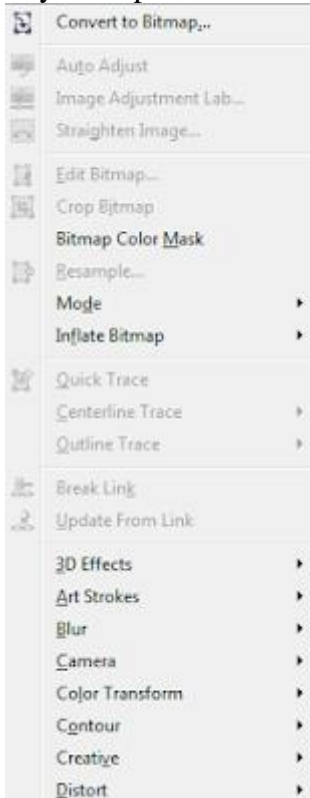 Convert to Bitmap...
Auto Adjust
Image Adjustment Lab...
Straighten Image...
Edit Bitmap...
Crop Bitmap
Bitmap Color Mask
Resample...
Mode
Inflate Bitmap
Quick Trace
Centerline Trace
Outline Trace
Break Link
Update From Link
3D Effects
Art Strokes
Blur
Camera
Color Transform
Contour
Creative
Distort